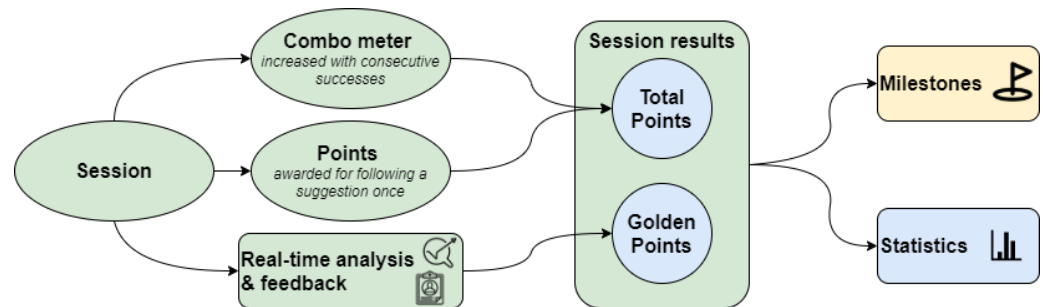 Session
Combo meter
increased with consecutive
successes
Points
awarded for following a
suggestion once
Real-time analysis
& feedback
Session results
Total
Points
Golden
Points
Milestones
Statistics